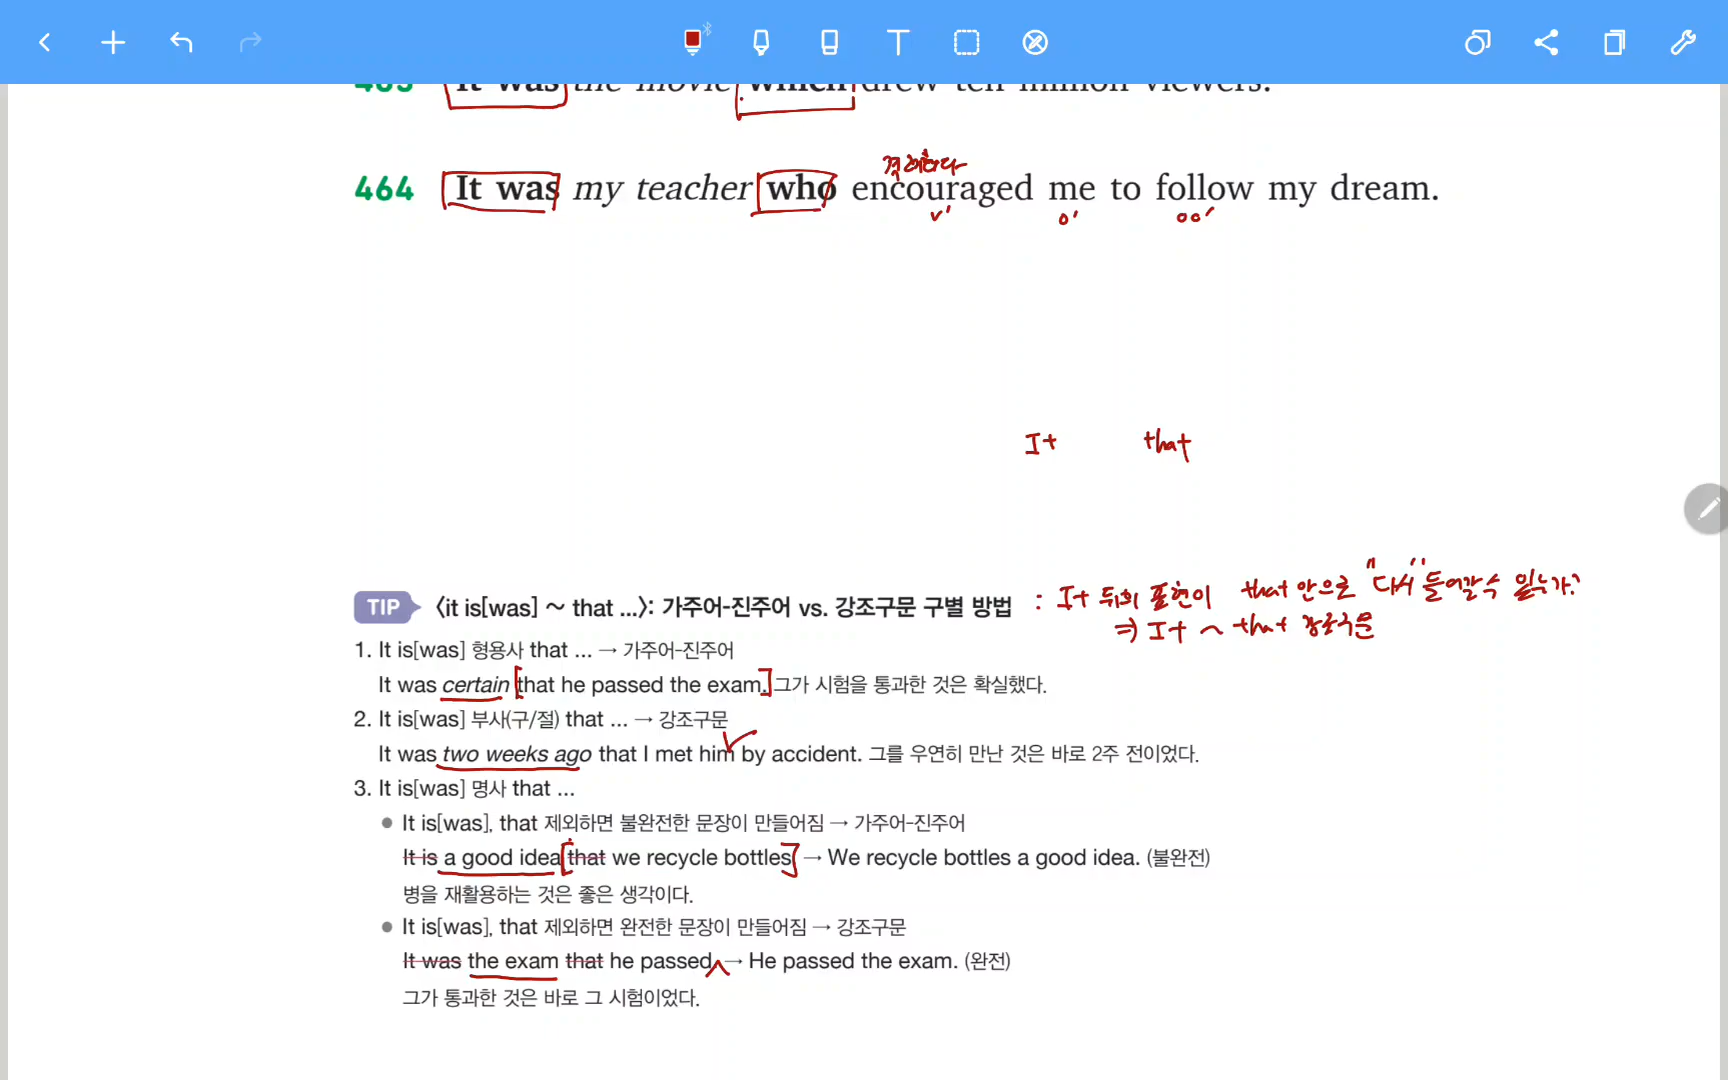 463 It was the movie which drew ten million viewers.
격려하다
464 It was my teacher who encouraged me to follow my dream.
v' o' oo'
It that
TIP 〈it is[was] ~ that ...〉: 가주어-진주어 vs. 강조구문 구별 방법 : It 뒤의 표현이 that 안으로 "다시" 들어갈 수 있는가?
⇒ It ~ that 강조구문
1. It is[was] 형용사 that ... → 가주어-진주어
It was certain [that he passed the exam.] 그가 시험을 통과한 것은 확실했다.
2. It is[was] 부사(구/절) that ... → 강조구문
It was two weeks ago that I met him by accident. 그를 우연히 만난 것은 바로 2주 전이었다.
3. It is[was] 명사 that ...
● It is[was], that 제외하면 불완전한 문장이 만들어짐 → 가주어-진주어
It is a good idea [that we recycle bottles] → We recycle bottles a good idea. (불완전)
병을 재활용하는 것은 좋은 생각이다.
● It is[was], that 제외하면 완전한 문장이 만들어짐 → 강조구문
It was the exam that he passed. → He passed the exam. (완전)
그가 통과한 것은 바로 그 시험이었다.